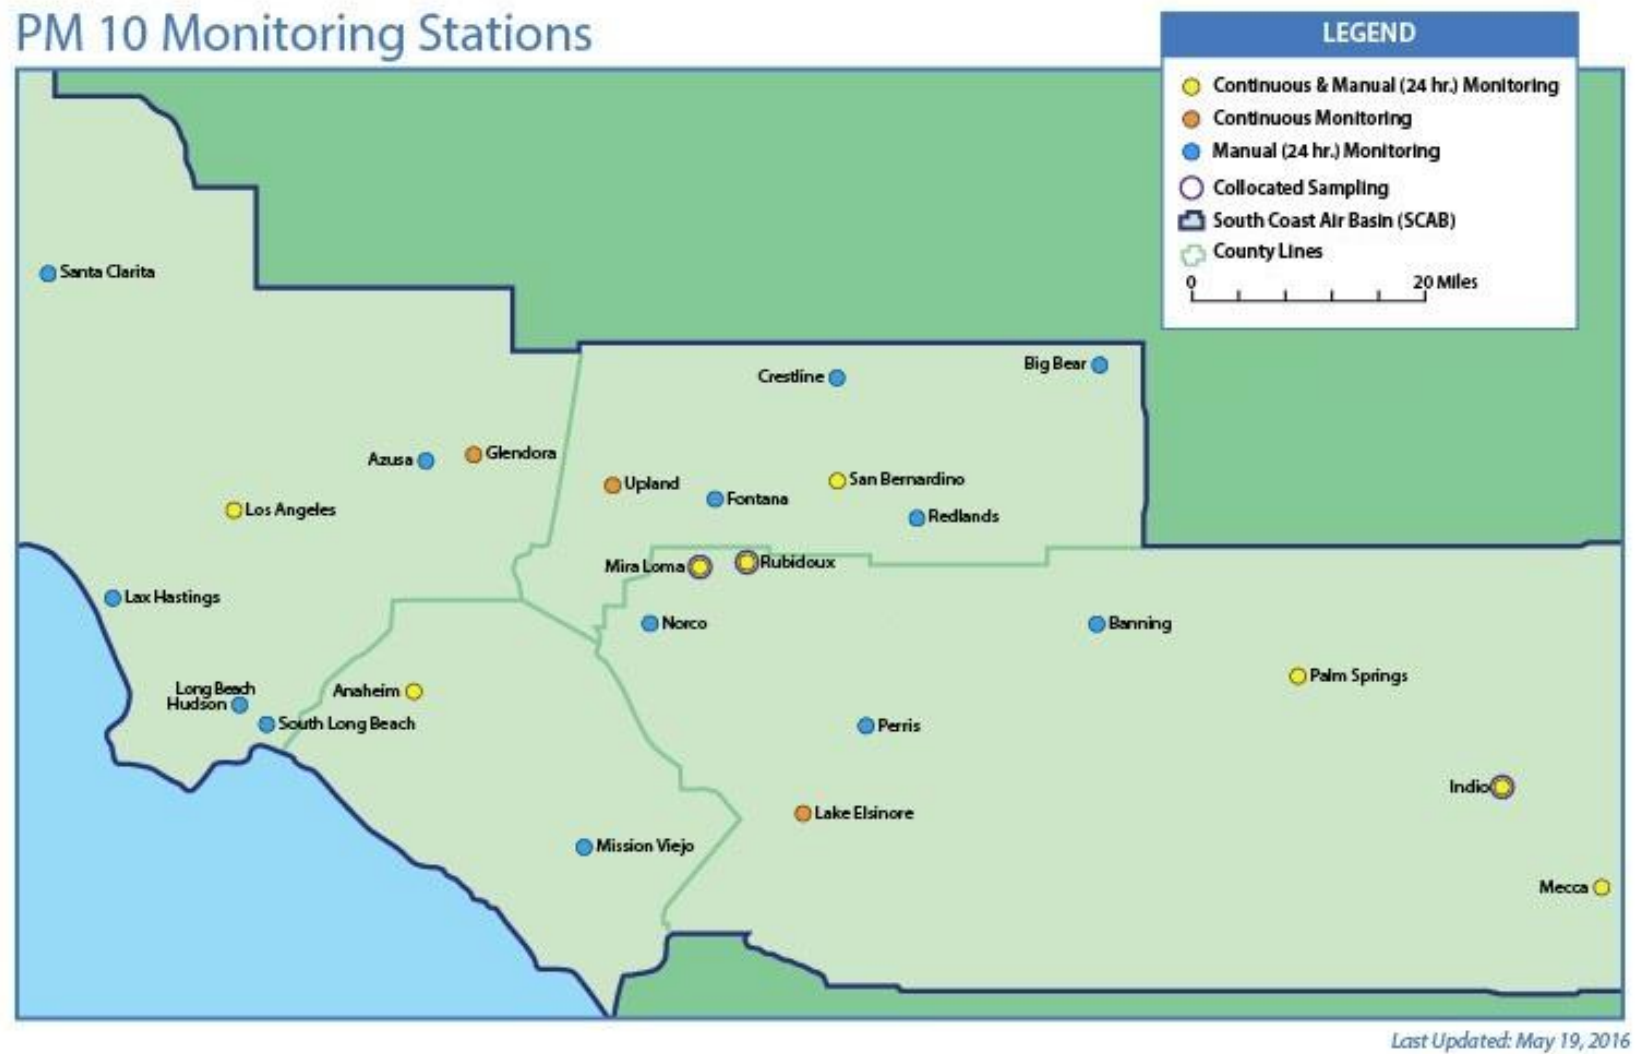 PM 10 Monitoring Stations
LEGEND
Continuous & Manual (24 hr.) Monitoring
Continuous Monitoring
Manual (24 hr.) Monitoring
Collocated Sampling
South Coast Air Basin (SCAB)
County Lines
0 20 Miles
Santa Clarita
Crestline
Big Bear
Azusa
Glendora
Upland
Fontana
San Bernardino
Redlands
Los Angeles
Mira Loma
Rubidoux
Lax Hastings
Norco
Banning
Long Beach
Hudson
South Long Beach
Anaheim
Palm Springs
Perris
Indio
Lake Elsinore
Mission Viejo
Mecca
Last Updated: May 19, 2016